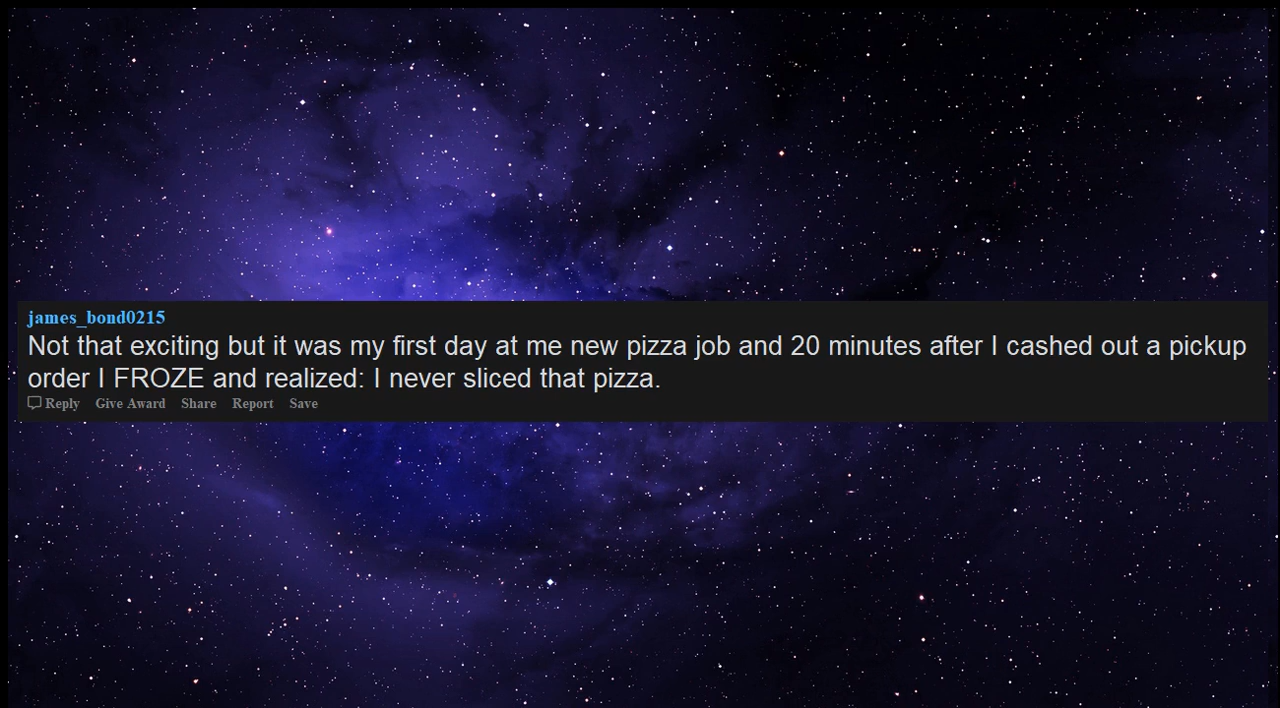 james_bond0215
Not that exciting but it was my first day at me new pizza job and 20 minutes after I cashed out a pickup
order I FROZE and realized: I never sliced that pizza.
Reply Give Award Share Report Save